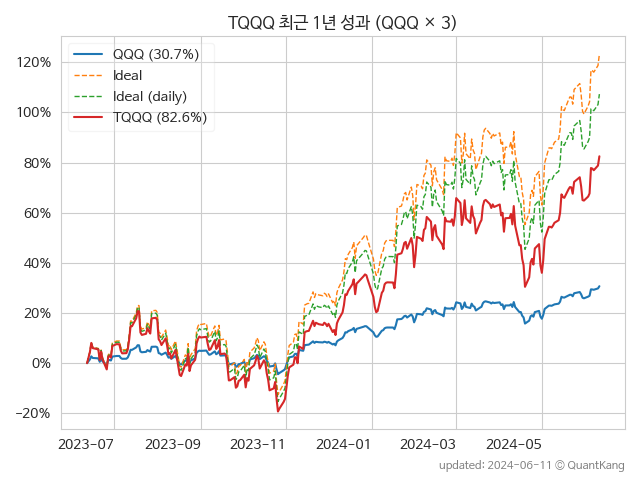 TQQQ 최근 1년 성과 (QQQ × 3)
QQQ (30.7%)
Ideal
Ideal (daily)
TQQQ (82.6%)
120%
100%
80%
60%
40%
20%
0%
−20%
2023-07 2023-09 2023-11 2024-01 2024-03 2024-05
updated: 2024-06-11 © QuantKang